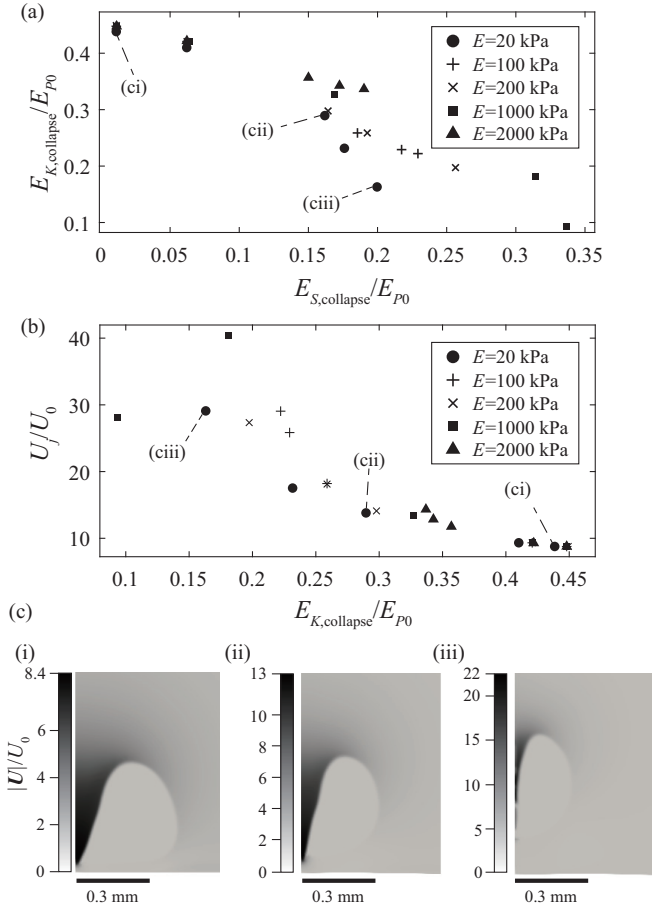 (a)
0.4
0.3
0.2
0.1
E_K,collapse/E_P0
E=20 kPa
E=100 kPa
E=200 kPa
E=1000 kPa
E=2000 kPa
(ci)
(cii)
(ciii)
0 0.05 0.1 0.15 0.2 0.25 0.3 0.35
E_S,collapse/E_P0
(b)
40
30
20
10
U_j/U_0
E=20 kPa
E=100 kPa
E=200 kPa
E=1000 kPa
E=2000 kPa
(ciii)
(cii)
(ci)
0.1 0.15 0.2 0.25 0.3 0.35 0.4 0.45
E_K,collapse/E_P0
(c)
(i) (ii) (iii)
|U|/U_0
8.4
6
4
2
0
0.3 mm
13
12
10
8
6
4
2
0
0.3 mm
22
20
15
10
5
0
0.3 mm